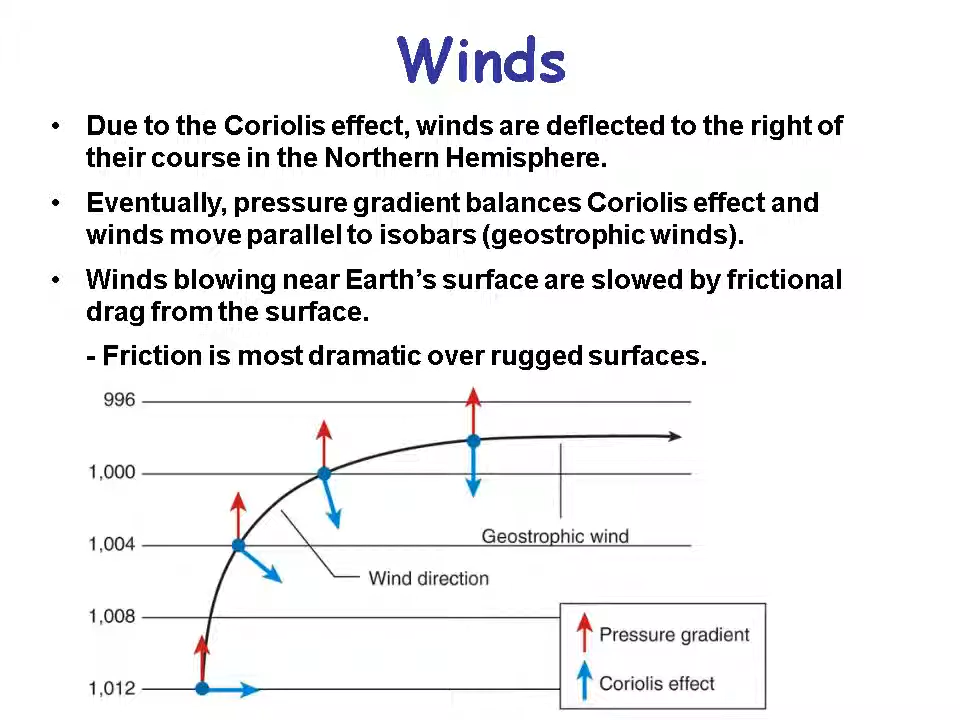 Winds
• Due to the Coriolis effect, winds are deflected to the right of
their course in the Northern Hemisphere.
• Eventually, pressure gradient balances Coriolis effect and
winds move parallel to isobars (geostrophic winds).
• Winds blowing near Earth's surface are slowed by frictional
drag from the surface.
- Friction is most dramatic over rugged surfaces.
996
1,000
Geostrophic wind
1,004
Wind direction
1,008
Pressure gradient
Coriolis effect
1,012